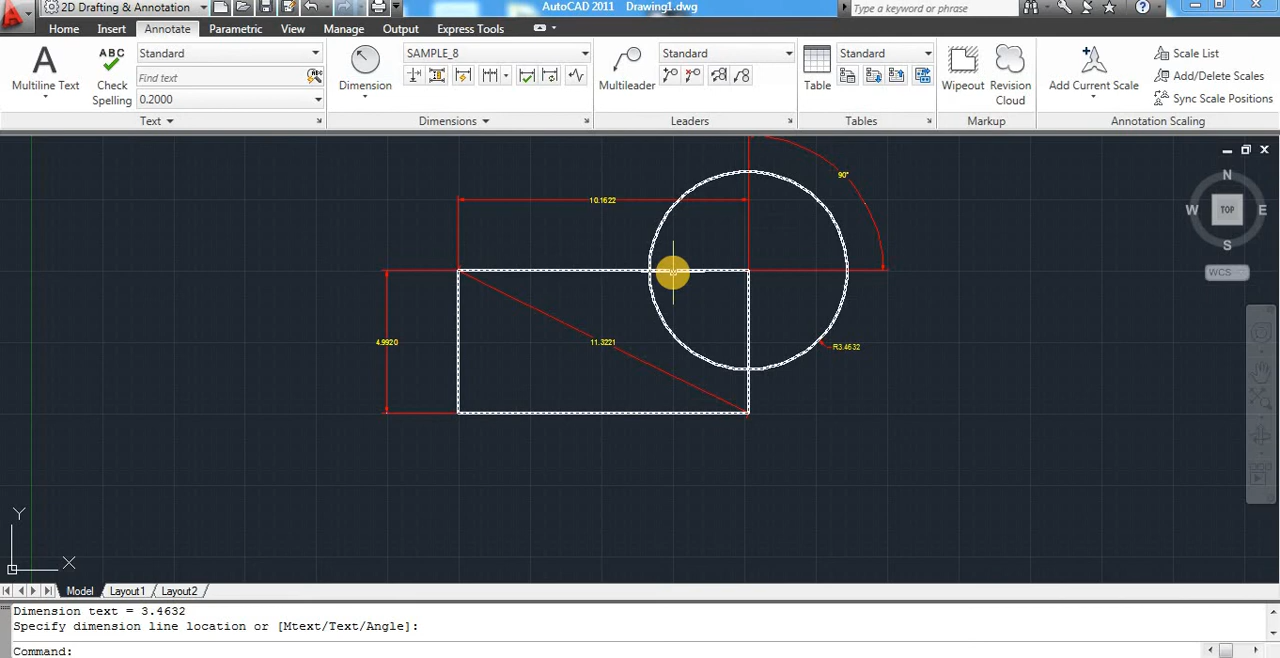 2D Drafting & Annotation
AutoCAD 2011 Drawing1.dwg
Type a keyword or phrase
Home Insert Annotate Parametric View Manage Output Express Tools
A
Multiline Text
ABC
Check
Spelling
Standard
Find text
0.2000
Text
Dimension
SAMPLE_8
Dimensions
Multileader
Standard
Leaders
Table
Standard
Tables
Wipeout
Revision
Cloud
Markup
Add Current Scale
Scale List
Add/Delete Scales
Sync Scale Positions
Annotation Scaling
90°
10.1622
4.9920
11.3221
R3.4632
N
W TOP E
S
WCS
Y
X
Model Layout1 Layout2
Dimension text = 3.4632
Specify dimension line location or [Mtext/Text/Angle]:
Command: